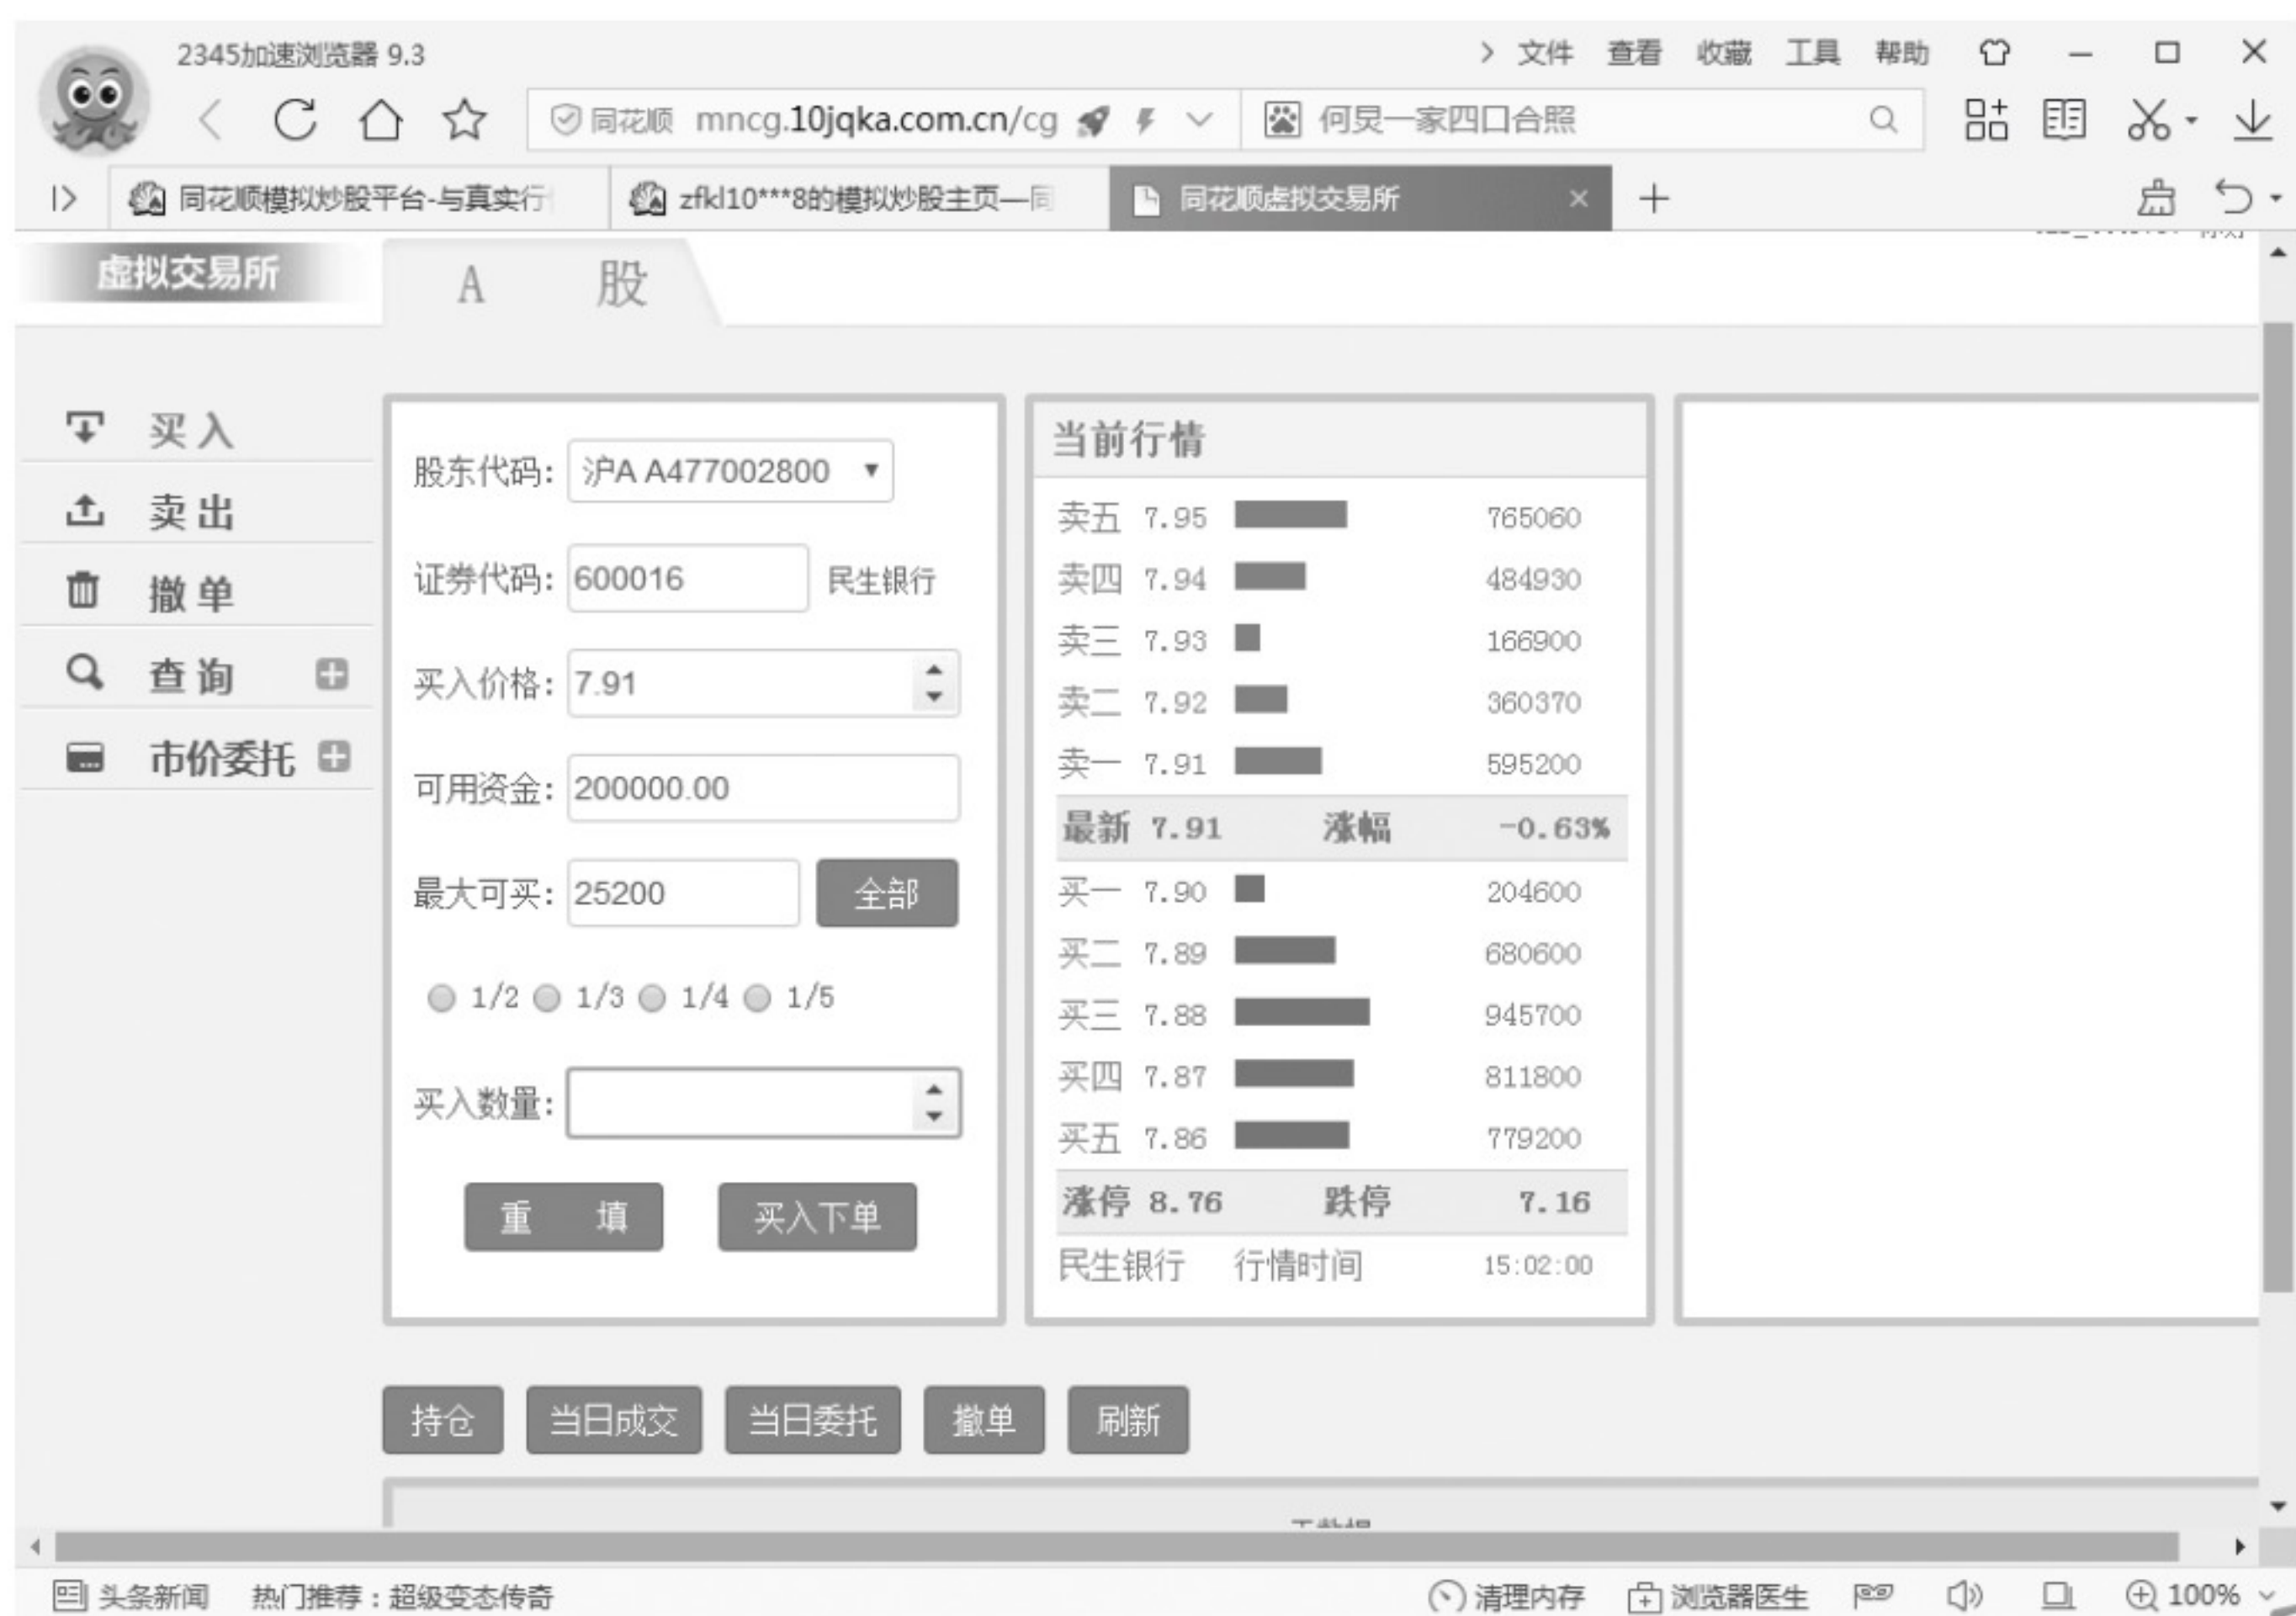 2345加速浏览器 9.3
文件 查看 收藏 工具 帮助
同花顺 mncg.10jqka.com.cn/cg
何炅一家四口合照
同花顺模拟炒股平台-与真实行
zfkl10***8的模拟炒股主页—同
同花顺虚拟交易所
虚拟交易所
A 股
买 入
卖 出
撤 单
查 询
市价委托
股东代码: 沪A A477002800
证券代码: 600016 民生银行
买入价格: 7.91
可用资金: 200000.00
最大可买: 25200 全部
1/2 1/3 1/4 1/5
买入数量:
重 填 买入下单
当前行情
卖五 7.95 765060
卖四 7.94 484930
卖三 7.93 166900
卖二 7.92 360370
卖一 7.91 595200
最新 7.91 涨幅 -0.63%
买一 7.90 204600
买二 7.89 680600
买三 7.88 945700
买四 7.87 811800
买五 7.86 779200
涨停 8.76 跌停 7.16
民生银行 行情时间 15:02:00
持仓 当日成交 当日委托 撤单 刷新
头条新闻 热门推荐:超级变态传奇
清理内存 浏览器医生 100%